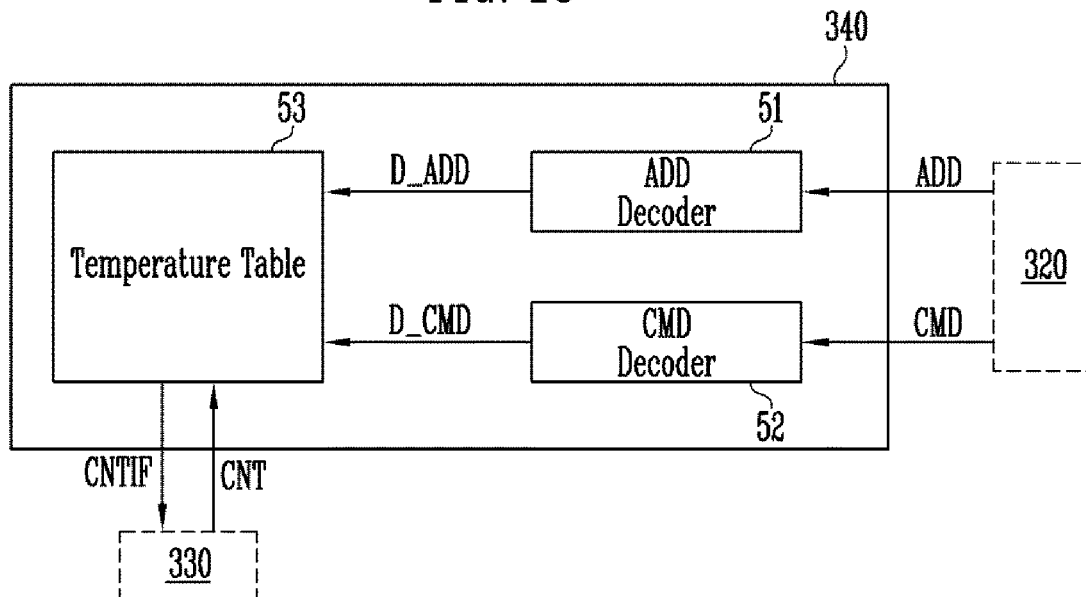 340
53
51
D_ADD
ADD
Decoder
ADD
Temperature Table
320
D_CMD
CMD
Decoder
CMD
52
CNTIF
CNT
330